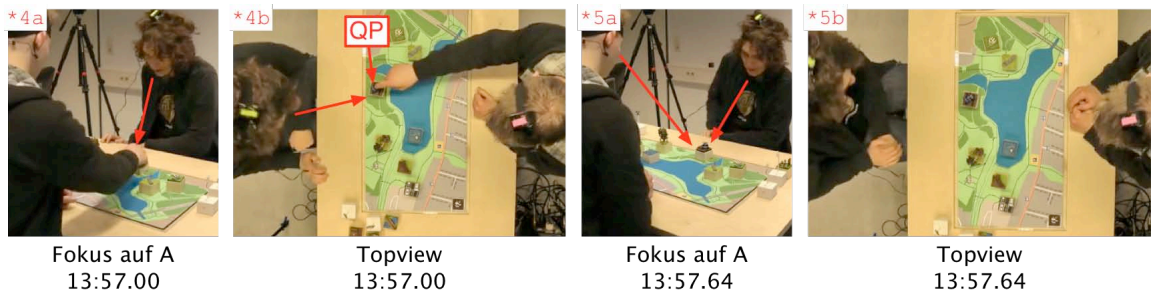 *4a
*4b
QP
*5a
*5b
Fokus auf A
13:57.00
Topview
13:57.00
Fokus auf A
13:57.64
Topview
13:57.64